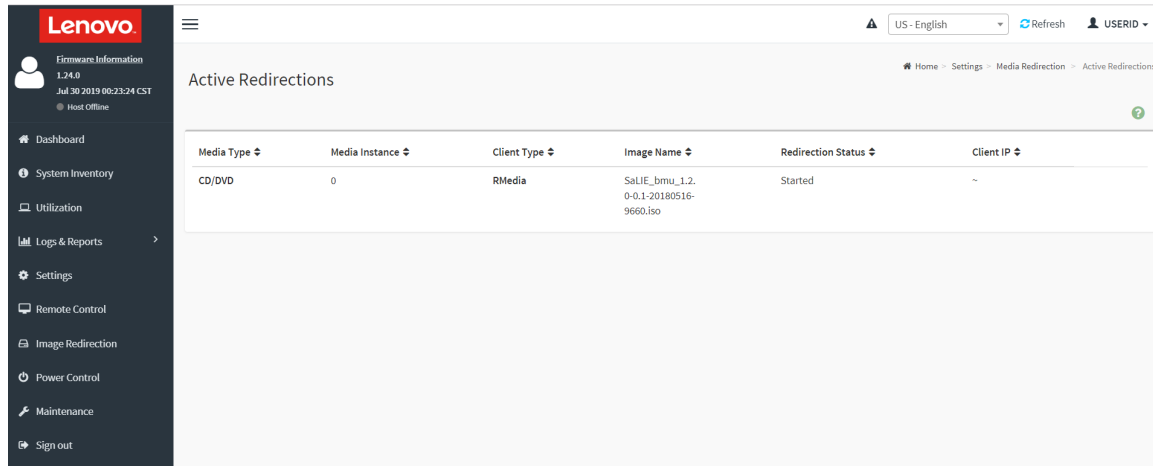 Lenovo.
Firmware Information
1.24.0
Jul 30 2019 00:23:24 CST
Host Offline
Dashboard
System Inventory
Utilization
Logs & Reports
Settings
Remote Control
Image Redirection
Power Control
Maintenance
Sign out
US - English
Refresh
USERID
Active Redirections
Home > Settings > Media Redirection > Active Redirections
Media Type Media Instance Client Type Image Name Redirection Status Client IP
CD/DVD 0 RMedia SaLIE_bmu_1.2. Started ~
0-0.1-20180516-
9660.iso